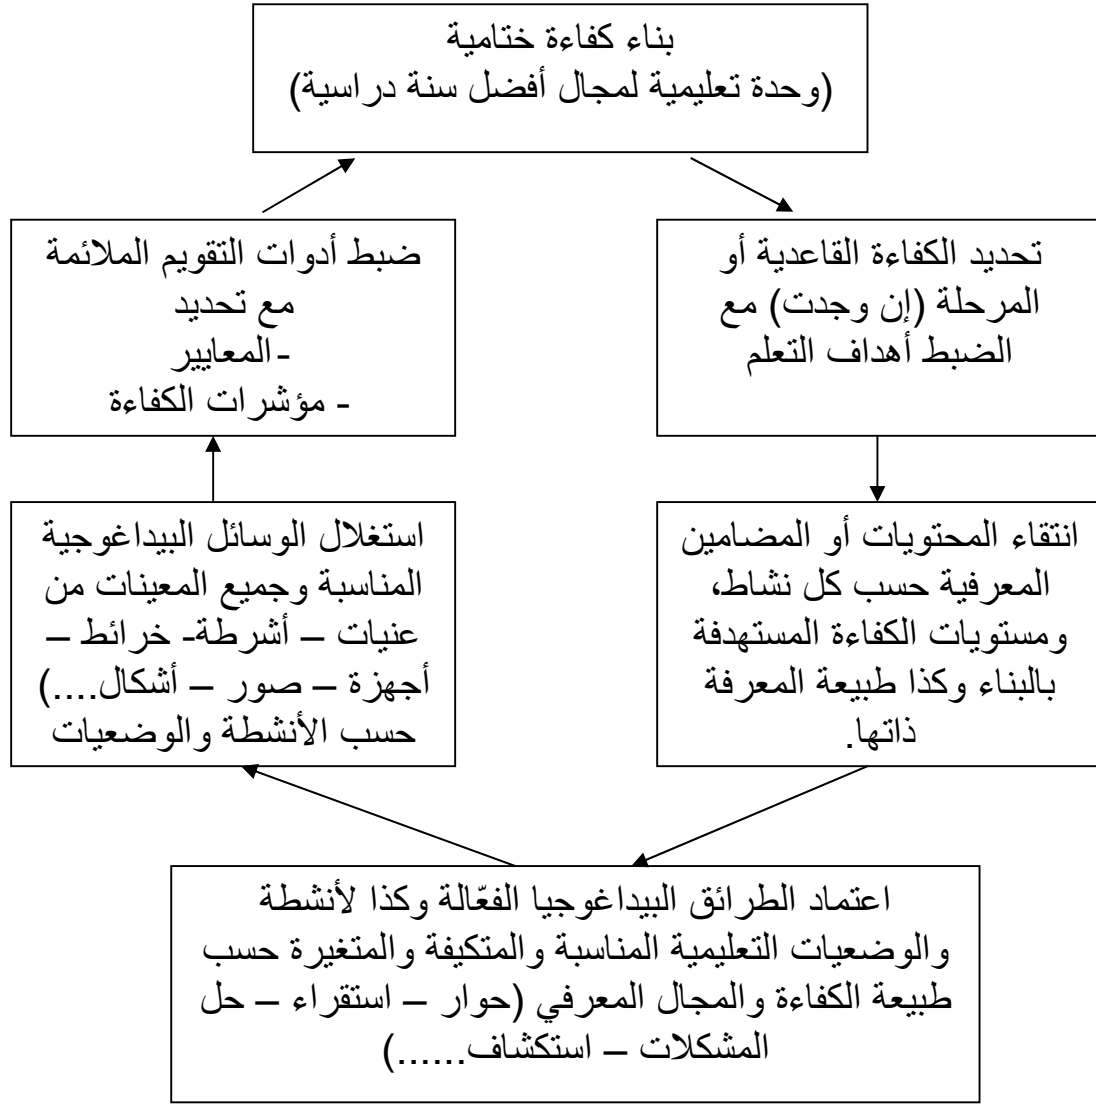 بناء كفاءة ختامية
(وحدة تعليمية لمجال أفضل سنة دراسية)
تحديد الكفاءة القاعدية أو
المرحلة (إن وجدت) مع
الضبط أهداف التعلم
انتقاء المحتويات أو المضامين
المعرفية حسب كل نشاط،
ومستويات الكفاءة المستهدفة
بالبناء وكذا طبيعة المعرفة
ذاتها.
اعتماد الطرائق البيداغوجيا الفعّالة وكذا لأنشطة
والوضعيات التعليمية المناسبة والمتكيفة والمتغيرة حسب
طبيعة الكفاءة والمجال المعرفي (حوار – استقراء – حل
المشكلات – استكشاف......)
استغلال الوسائل البيداغوجية
المناسبة وجميع المعينات من
عنيات – أشرطة- خرائط –
أجهزة – صور – أشكال....)
حسب الأنشطة والوضعيات
ضبط أدوات التقويم الملائمة
مع تحديد
-المعايير
- مؤشرات الكفاءة